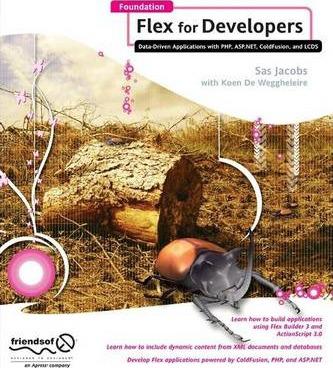 Foundation
Flex for Developers
Data-Driven Applications with PHP, ASP.NET, ColdFusion, and LCDS
Sas Jacobs
with Koen De Weggheleire
Learn how to build applications
using Flex Builder 3 and
ActionScript 3.0
Learn how to include dynamic content from XML documents and databases
Develop Flex applications powered by ColdFusion, PHP, and ASP.NET
friendsof
DESIGNER TO DESIGNER™
an Apress® company